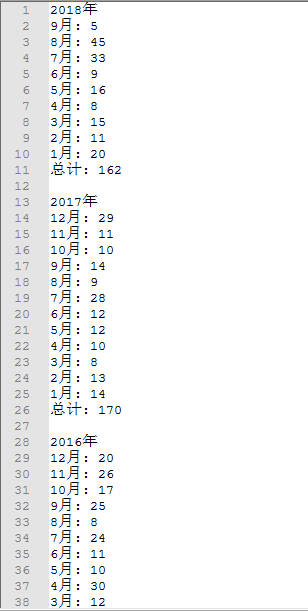 1 2018年
2 9月: 5
3 8月: 45
4 7月: 33
5 6月: 9
6 5月: 16
7 4月: 8
8 3月: 15
9 2月: 11
10 1月: 20
11 总计: 162
12
13 2017年
14 12月: 29
15 11月: 11
16 10月: 10
17 9月: 14
18 8月: 9
19 7月: 28
20 6月: 12
21 5月: 12
22 4月: 10
23 3月: 8
24 2月: 13
25 1月: 14
26 总计: 170
27
28 2016年
29 12月: 20
30 11月: 26
31 10月: 17
32 9月: 25
33 8月: 8
34 7月: 24
35 6月: 11
36 5月: 10
37 4月: 30
38 3月: 12